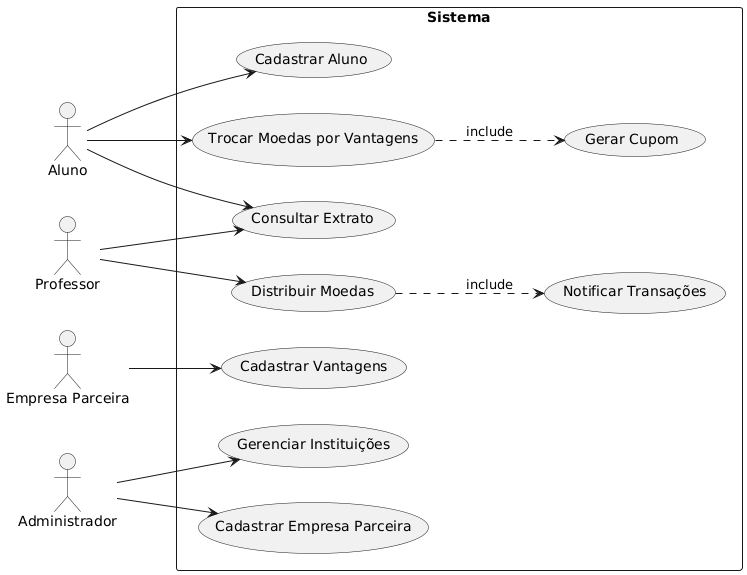 Sistema
Cadastrar Aluno
Trocar Moedas por Vantagens
include
Gerar Cupom
Aluno
Consultar Extrato
Professor
Distribuir Moedas
include
Notificar Transações
Cadastrar Vantagens
Empresa Parceira
Gerenciar Instituições
Administrador
Cadastrar Empresa Parceira